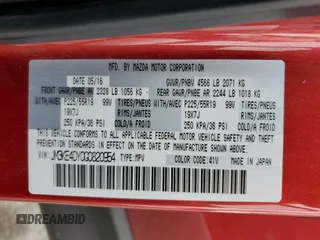 MFD. BY MAZDA MOTOR CORPORATION
DATE 05/16 GVWR/PNBV 4566 LB 2071 KG
FRONT GAWR/PNBE AV 2328 LB 1056 KG REAR GAWR/PNBE AR 2244 LB 1018 KG
WITH/AVEC P225/55R19 99V TIRES/PNEUS WITH/AVEC P225/55R19 99V TIRES/PNEUS
19X7J RIMS/JANTES 19X7J RIMS/JANTES
250 KPA/36 PSI COLD/A FROID 250 KPA/36 PSI COLD/A FROID
THIS VEHICLE CONFORMS TO ALL APPLICABLE FEDERAL MOTOR VEHICLE
SAFETY, BUMPER, AND THEFT PREVENTION STANDARDS IN EFFECT ON THE
DATE OF MANUFACTURE SHOWN ABOVE.
VIN: TYPE: MPV
COLOR CODE: 41V MADE IN JAPAN
DREAMBID